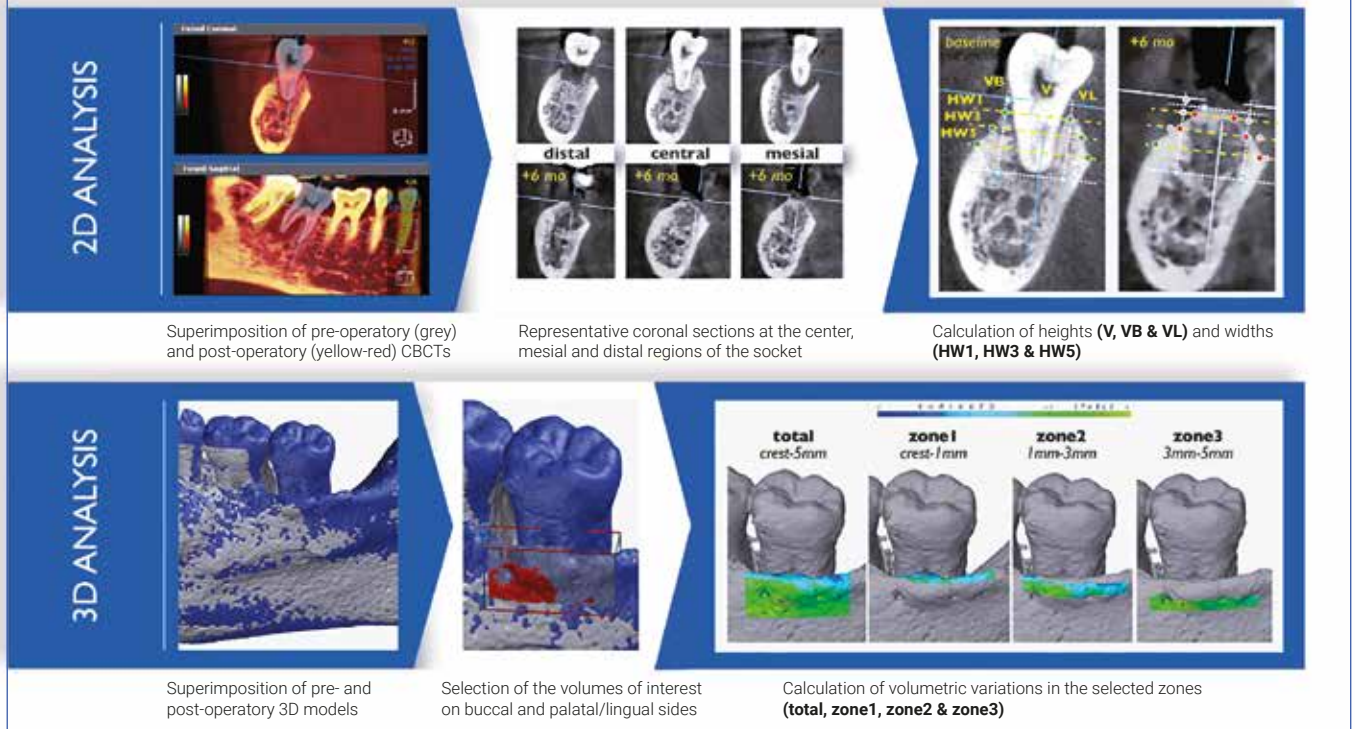 2D ANALYSIS
Fused Coronal
Fused Sagittal
distal central mesial
+6 mo +6 mo +6 mo
baseline +6 mo
VB V VL
HW1
HW3
HW5
Superimposition of pre-operatory (grey)
and post-operatory (yellow-red) CBCTs
Representative coronal sections at the center,
mesial and distal regions of the socket
Calculation of heights (V, VB & VL) and widths
(HW1, HW3 & HW5)
3D ANALYSIS
total zone1 zone2 zone3
crest-5mm crest-1mm 1mm-3mm 3mm-5mm
Superimposition of pre- and
post-operatory 3D models
Selection of the volumes of interest
on buccal and palatal/lingual sides
Calculation of volumetric variations in the selected zones
(total, zone1, zone2 & zone3)